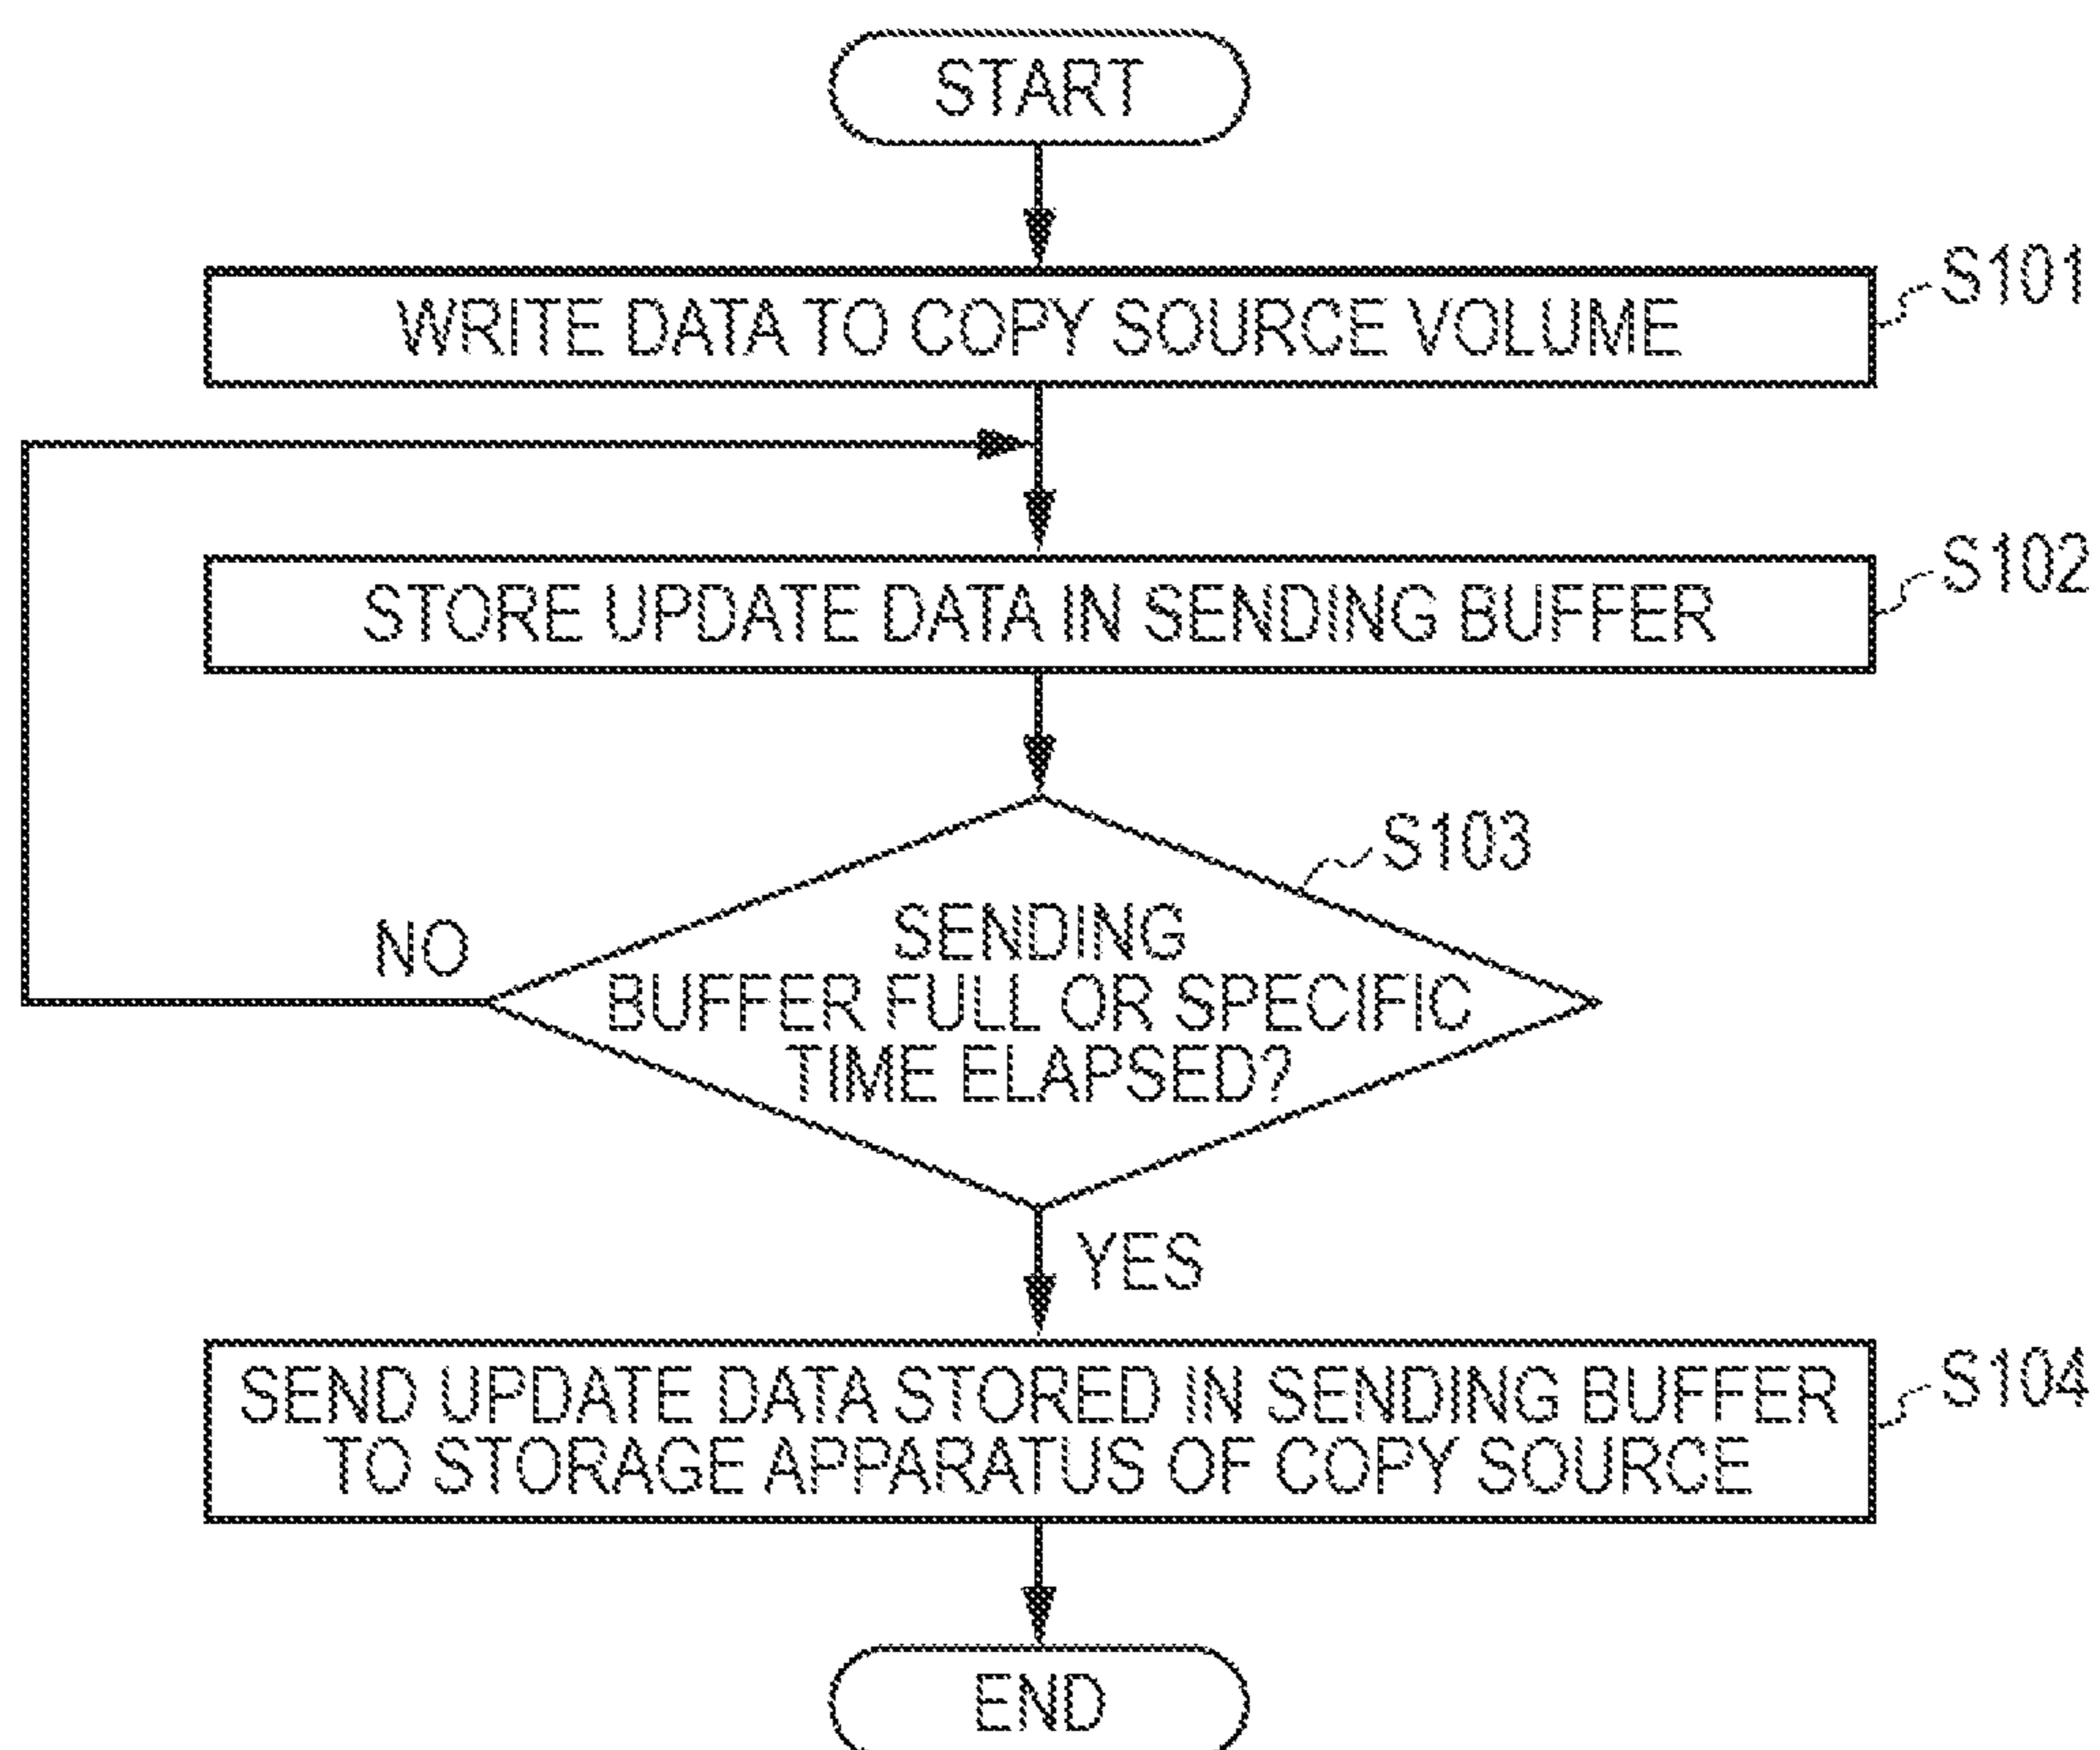 START
WRITE DATA TO COPY SOURCE VOLUME
S101
STORE UPDATE DATA IN SENDING BUFFER
S102
S103
SENDING
BUFFER FULL OR SPECIFIC
TIME ELAPSED?
NO
YES
SEND UPDATE DATA STORED IN SENDING BUFFER
TO STORAGE APPARATUS OF COPY SOURCE
S104
END